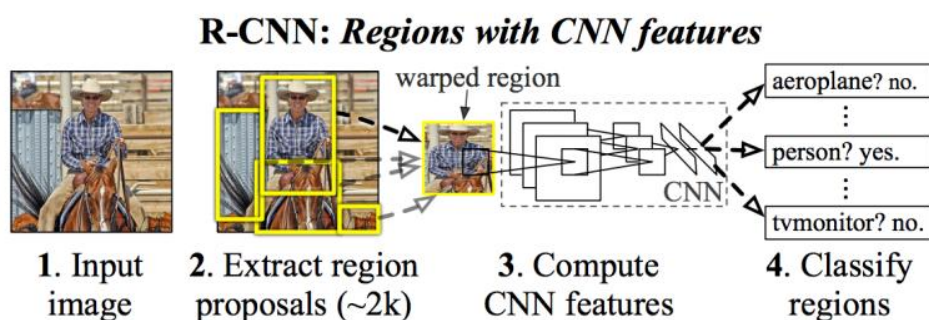 R-CNN: Regions with CNN features
warped region
aeroplane? no.
⋮
person? yes.
⋮
tvmonitor? no.
CNN
1. Input
image
2. Extract region
proposals (~2k)
3. Compute
CNN features
4. Classify
regions